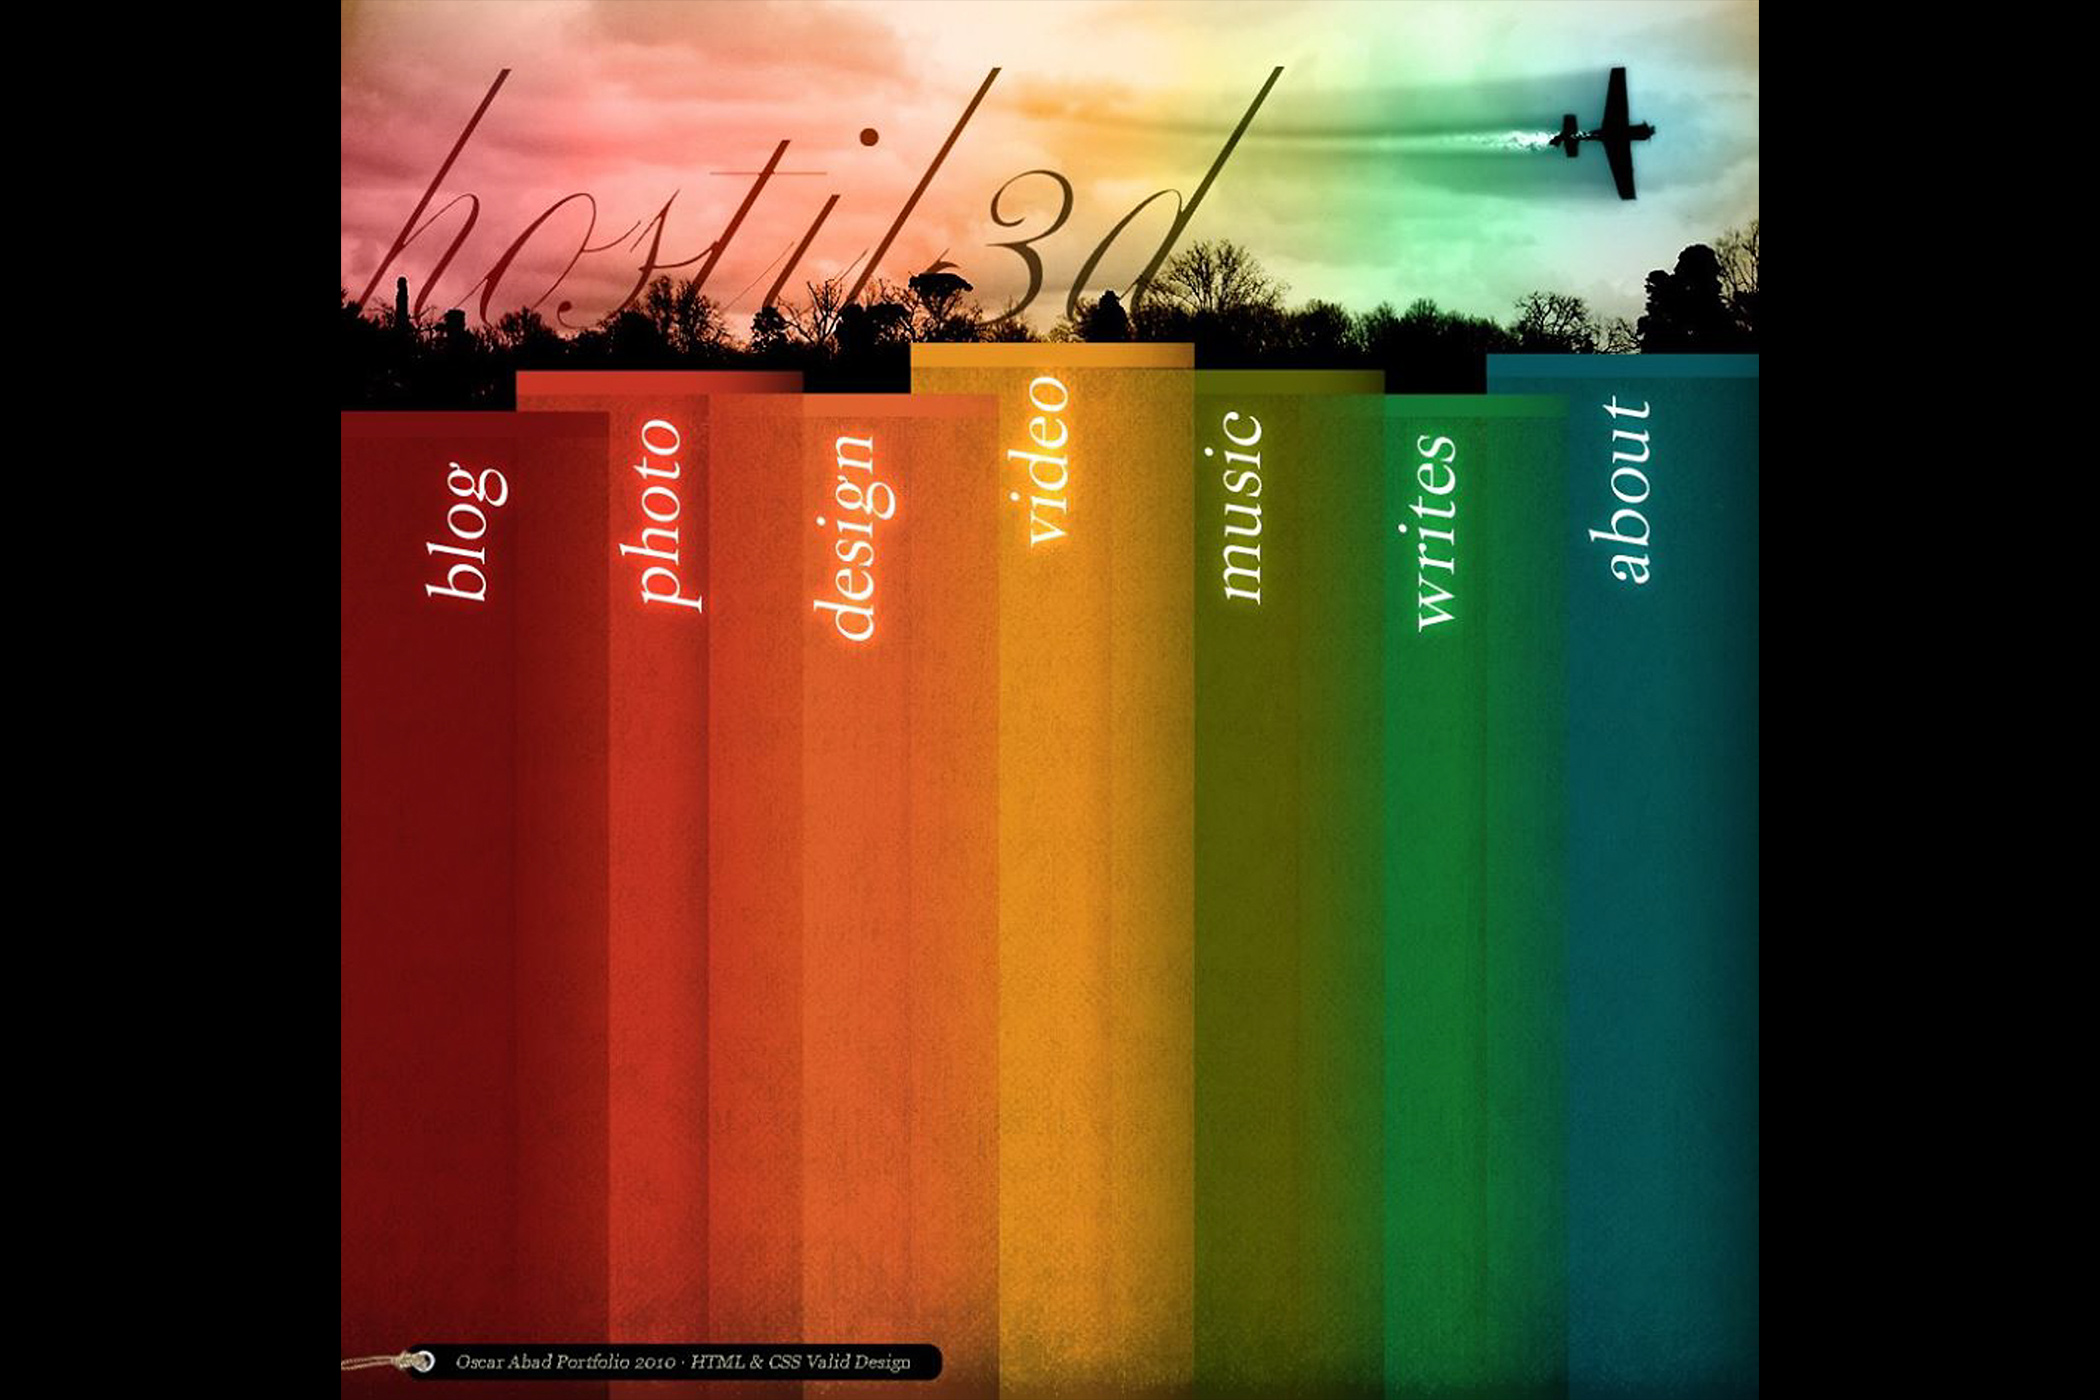 hostil3d
blog
photo
design
video
music
writes
about
Oscar Abad Portfolio 2010 · HTML & CSS Valid Design